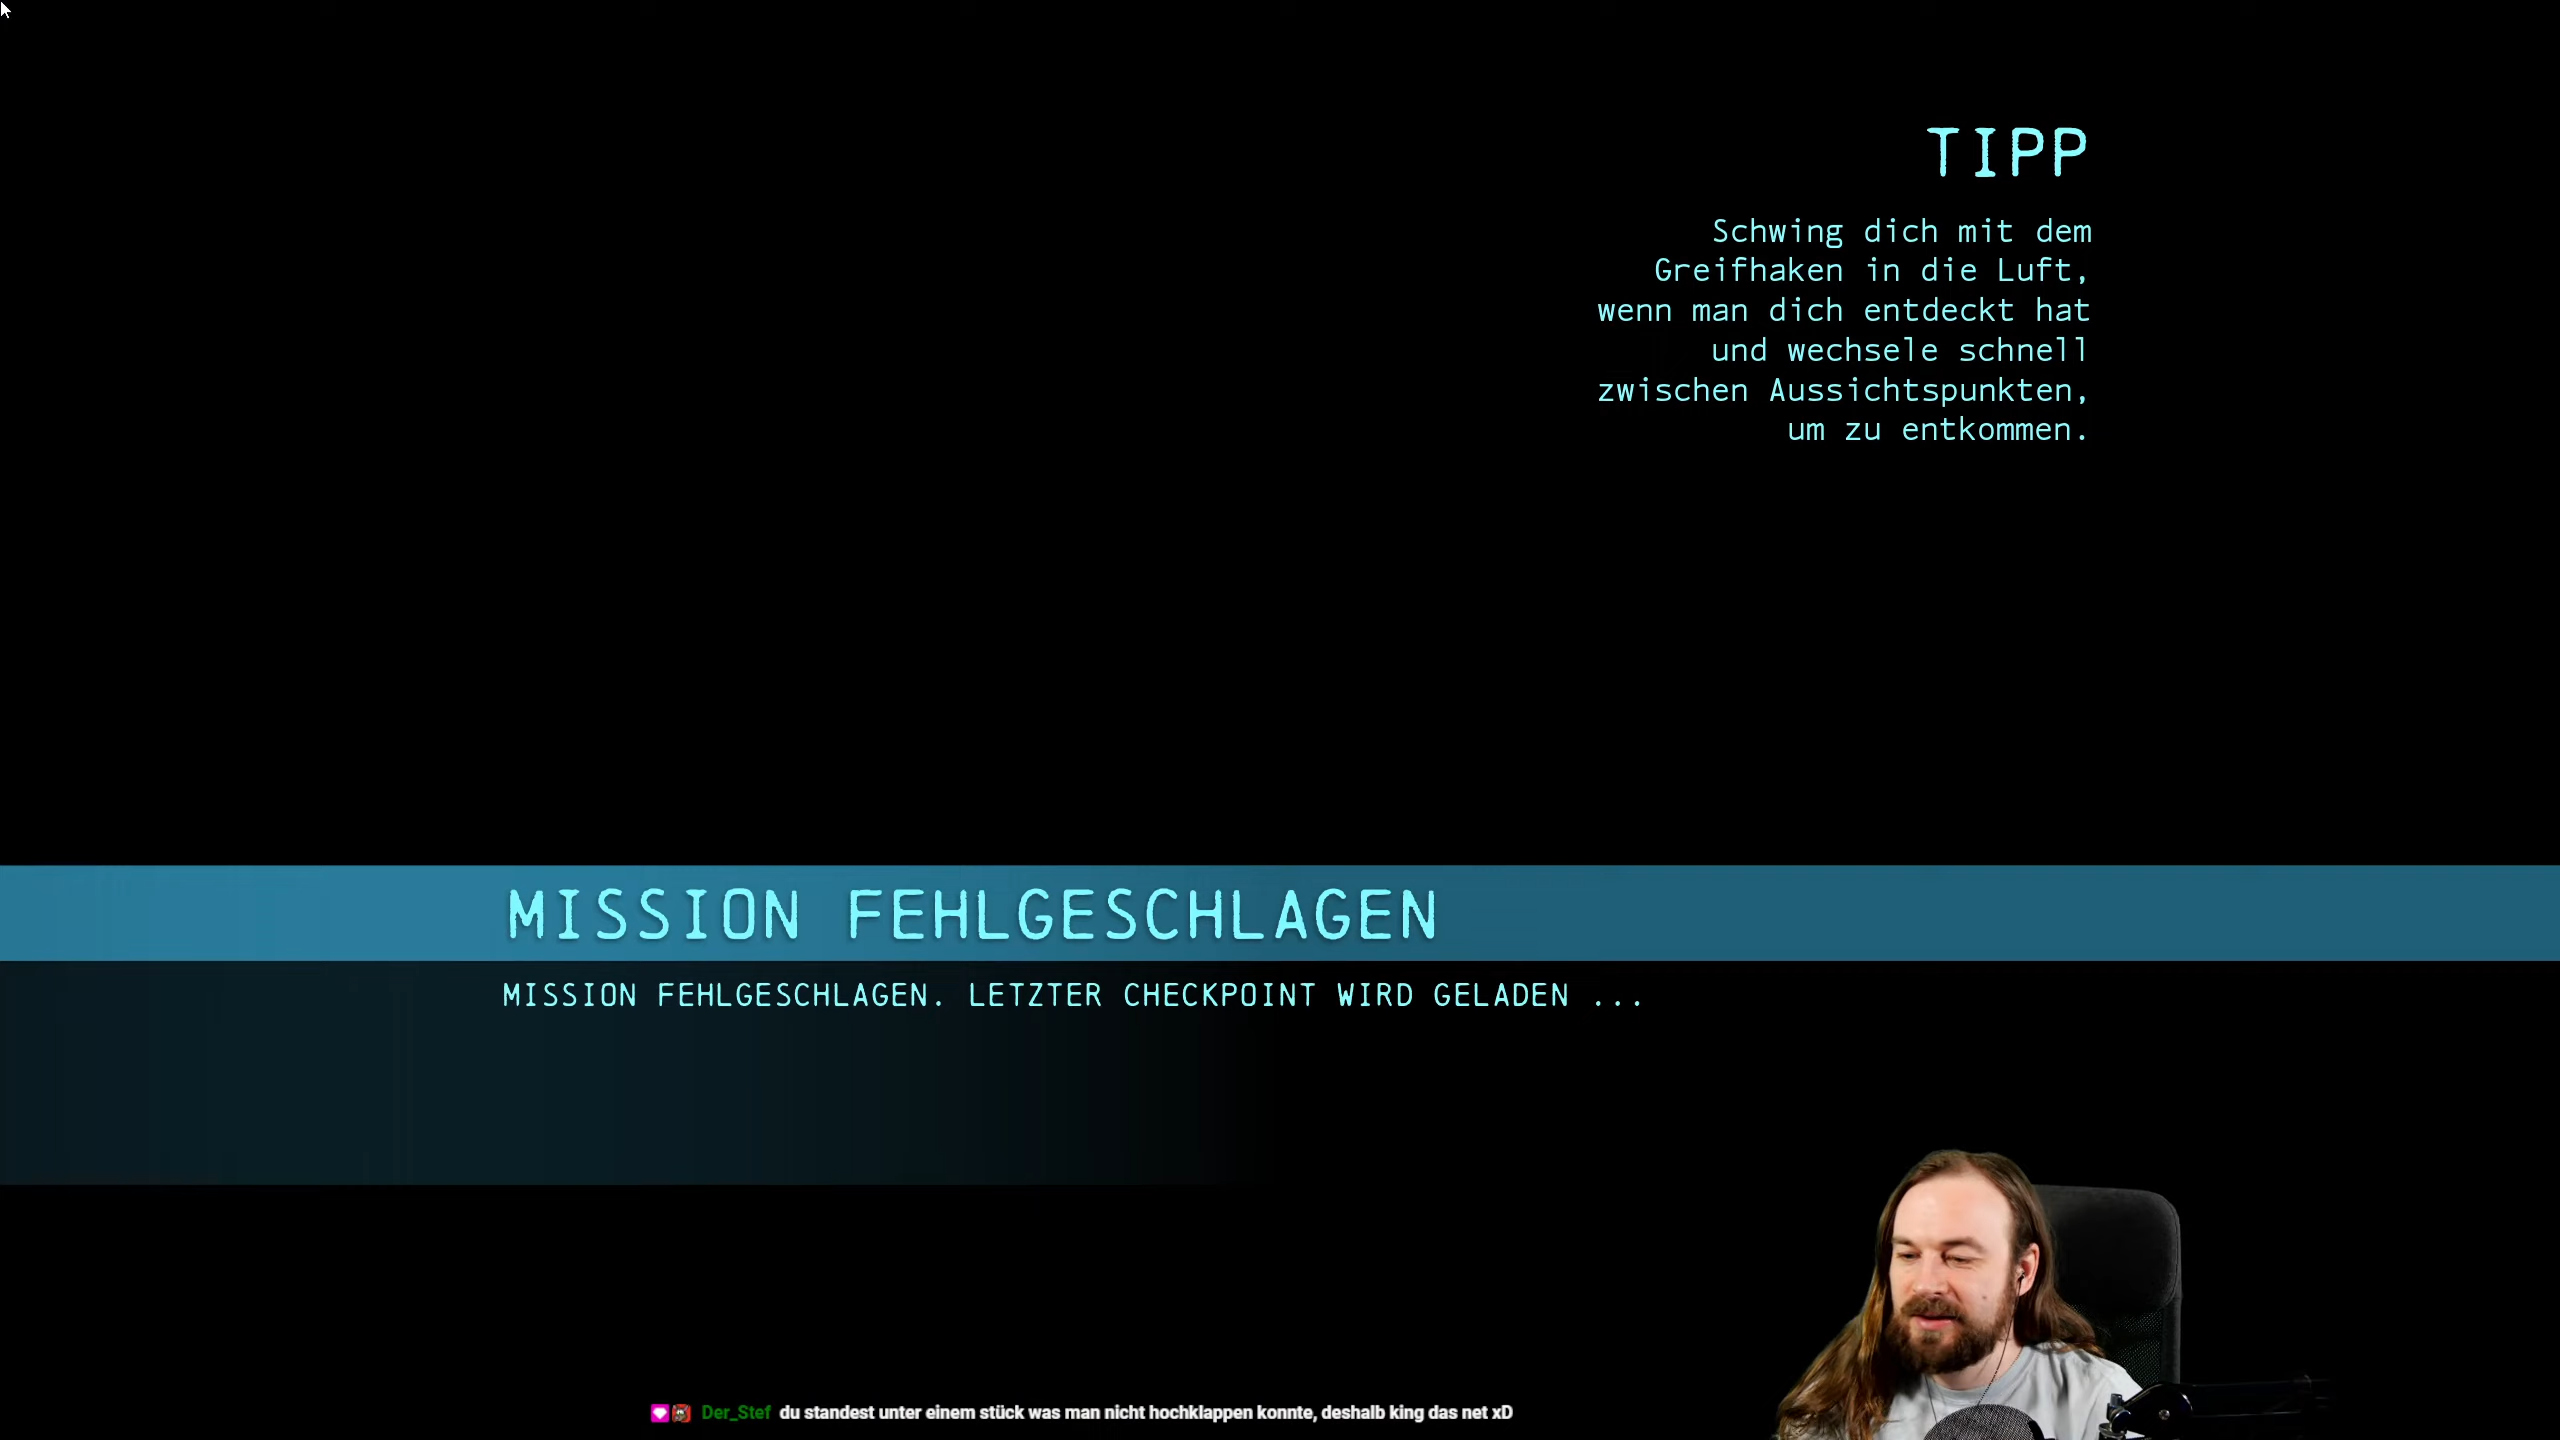 TIPP
Schwing dich mit dem
Greifhaken in die Luft,
wenn man dich entdeckt hat
und wechsele schnell
zwischen Aussichtspunkten,
um zu entkommen.
MISSION FEHLGESCHLAGEN
MISSION FEHLGESCHLAGEN. LETZTER CHECKPOINT WIRD GELADEN ...
Der_Stef du standest unter einem stück was man nicht hochklappen konnte, deshalb king das net xD